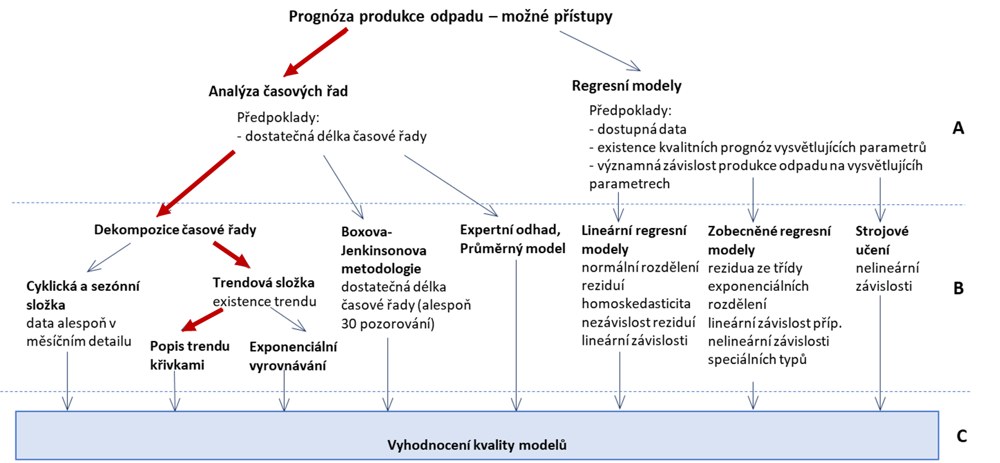 Prognóza produkce odpadu – možné přístupy
Analýza časových řad
Předpoklady:
- dostatečná délka časové řady
Regresní modely
Předpoklady:
- dostupná data
- existence kvalitních prognóz vysvětlujících parametrů
- významná závislost produkce odpadu na vysvětlujícíh
parametrech
A
Dekompozice časové řady
Cyklická a sezónní
složka
data alespoň v
měsíčním detailu
Trendová složka
existence trendu
Popis trendu
křivkami
Exponenciální
vyrovnávání
Boxova-
Jenkinsonova
metodologie
dostatečná délka
časové řady (alespoň
30 pozorování)
Expertní odhad,
Průměrný model
Lineární regresní
modely
normální rozdělení
reziduí
homoskedasticita
nezávislost reziduí
lineární závislosti
Zobecněné regresní
modely
rezidua ze třídy
exponenciálních
rozdělení
lineární závislost příp.
nelineární závislosti
speciálních typů
Strojové
učení
nelineární
závislosti
B
Vyhodnocení kvality modelů
C